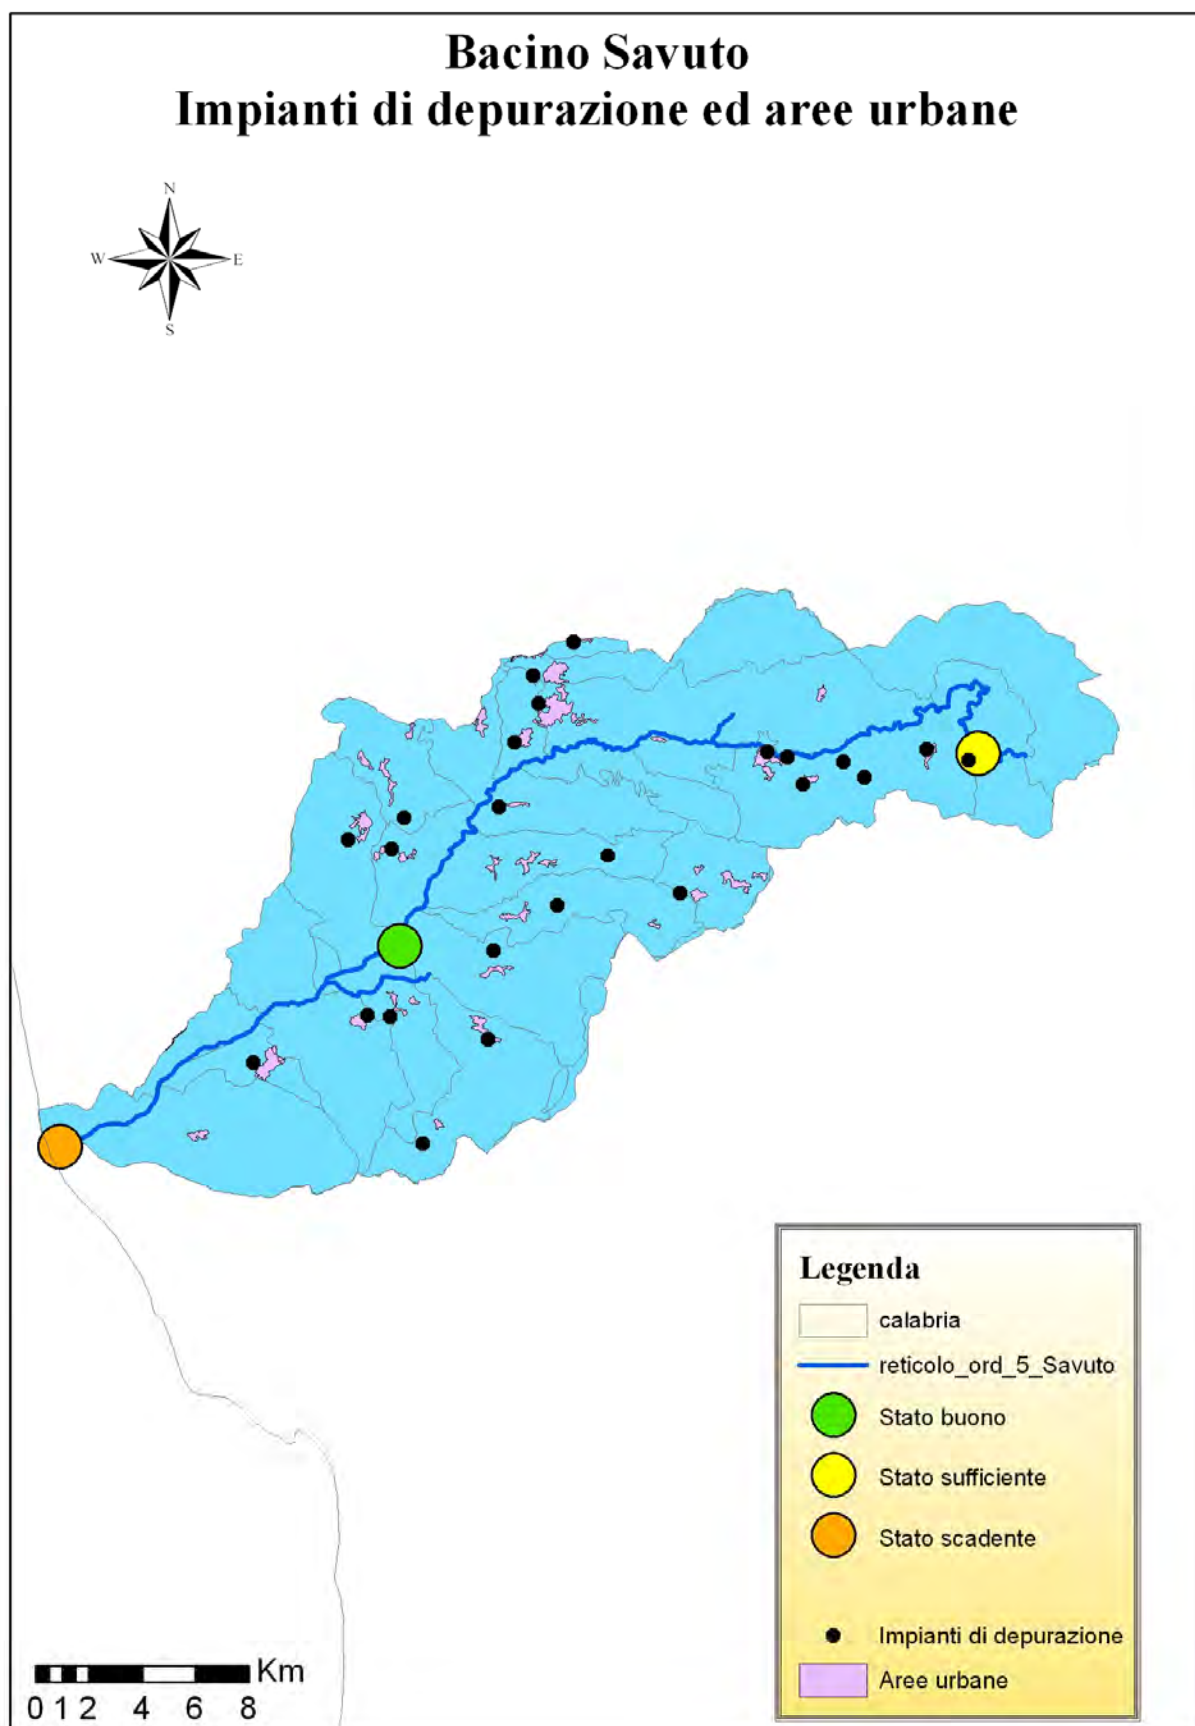 Bacino Savuto
Impianti di depurazione ed aree urbane
N
W
E
S
Legenda
calabria
reticolo_ord_5_Savuto
Stato buono
Stato sufficiente
Stato scadente
Impianti di depurazione
Aree urbane
Km
0 1 2 4 6 8